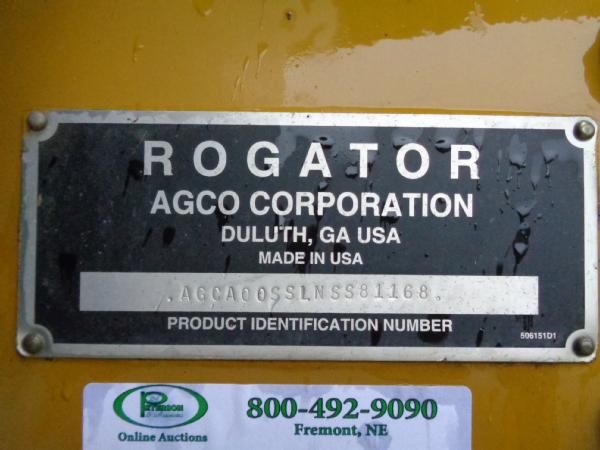 ROGATOR
AGCO CORPORATION
DULUTH, GA USA
MADE IN USA
.AGCA00SSLNSS81168.
PRODUCT IDENTIFICATION NUMBER
506151D1
PETERSON
Online Auctions
800-492-9090
Fremont, NE